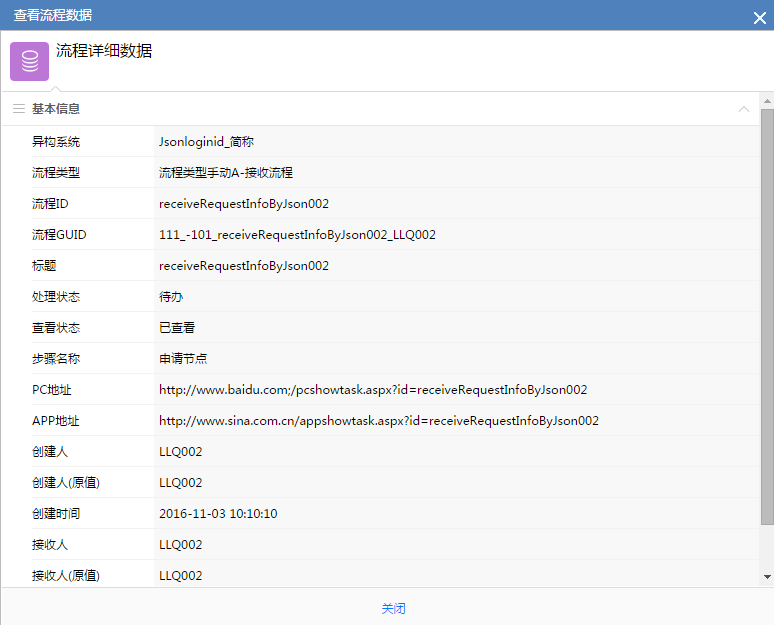 查看流程数据
流程详细数据
基本信息
异构系统 Jsonloginid_简称
流程类型 流程类型手动A-接收流程
流程ID receiveRequestInfoByJson002
流程GUID 111_-101_receiveRequestInfoByJson002_LLQ002
标题 receiveRequestInfoByJson002
处理状态 待办
查看状态 已查看
步骤名称 申请节点
PC地址 http://www.baidu.com;/pcshowtask.aspx?id=receiveRequestInfoByJson002
APP地址 http://www.sina.com.cn/appshowtask.aspx?id=receiveRequestInfoByJson002
创建人 LLQ002
创建人(原值) LLQ002
创建时间 2016-11-03 10:10:10
接收人 LLQ002
接收人(原值) LLQ002
关闭